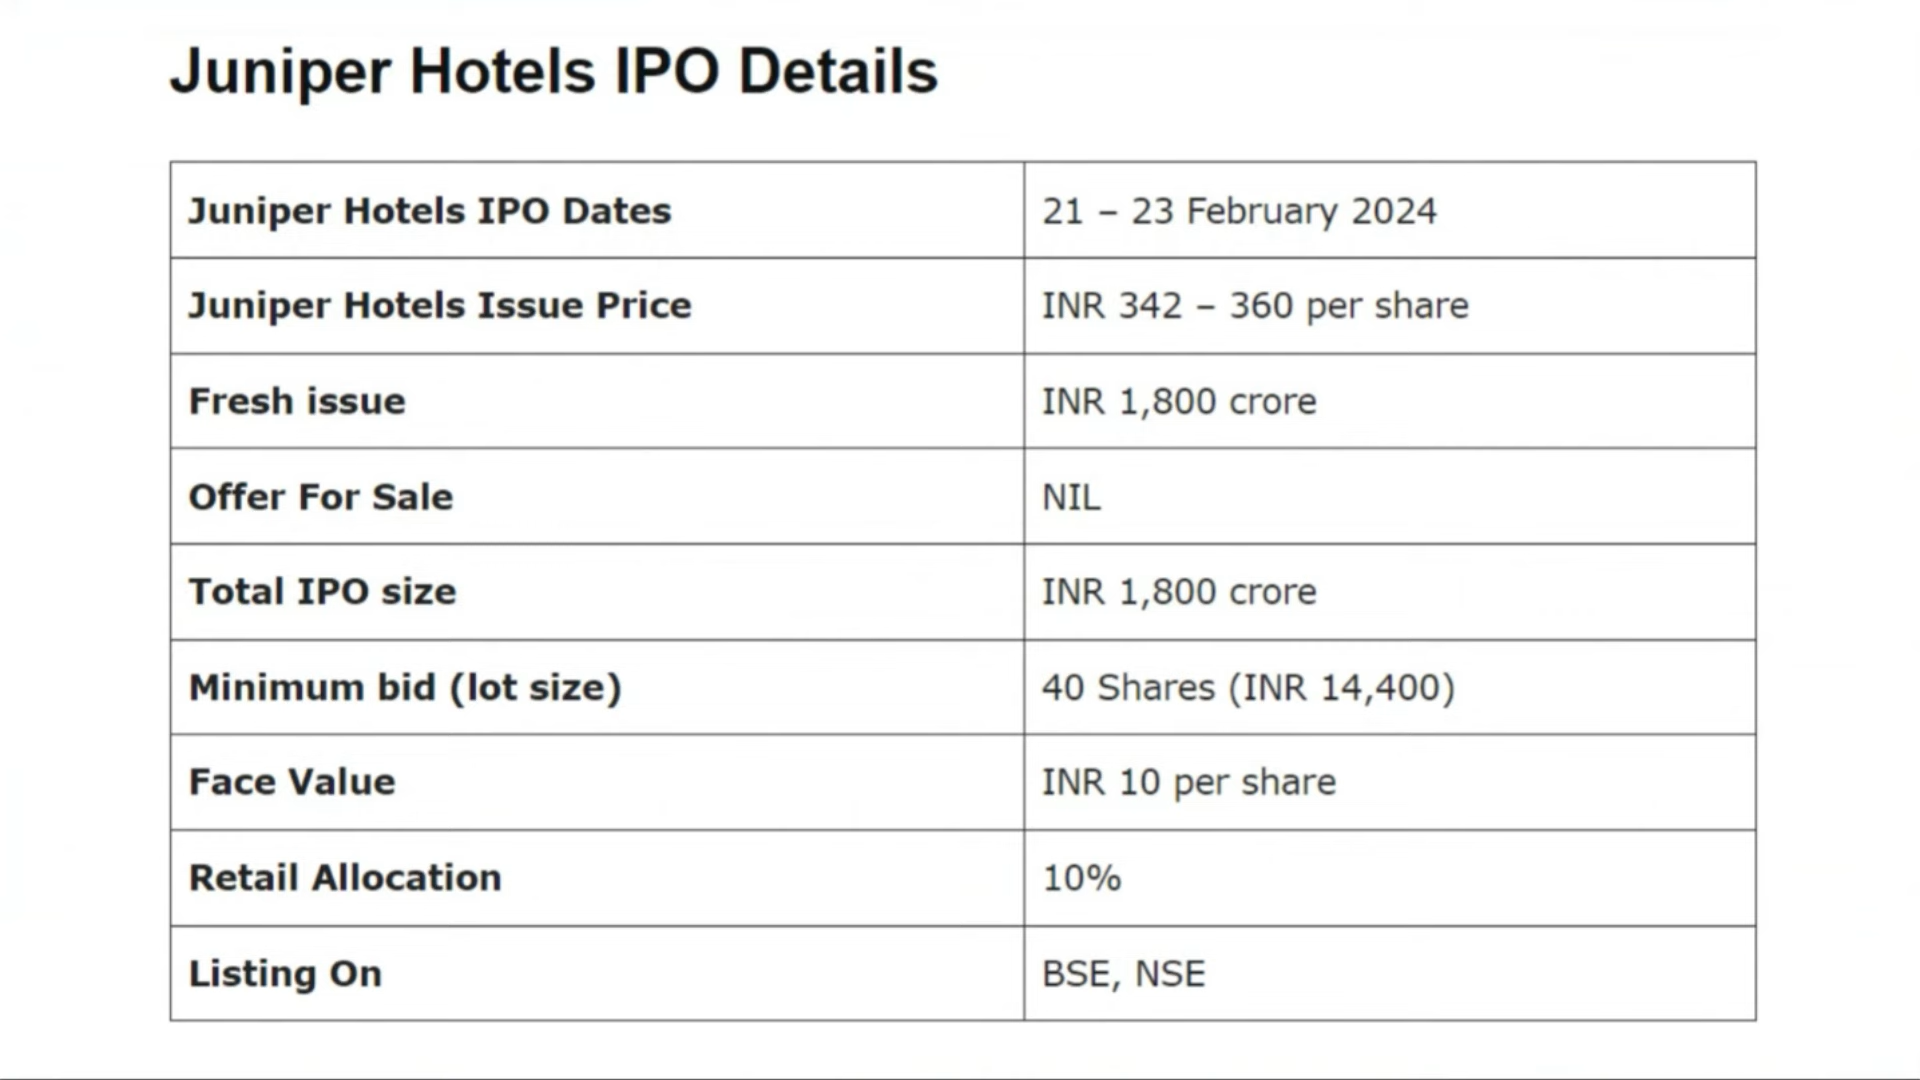 Juniper Hotels IPO Details
Juniper Hotels IPO Dates 21 – 23 February 2024
Juniper Hotels Issue Price INR 342 – 360 per share
Fresh issue INR 1,800 crore
Offer For Sale NIL
Total IPO size INR 1,800 crore
Minimum bid (lot size) 40 Shares (INR 14,400)
Face Value INR 10 per share
Retail Allocation 10%
Listing On BSE, NSE